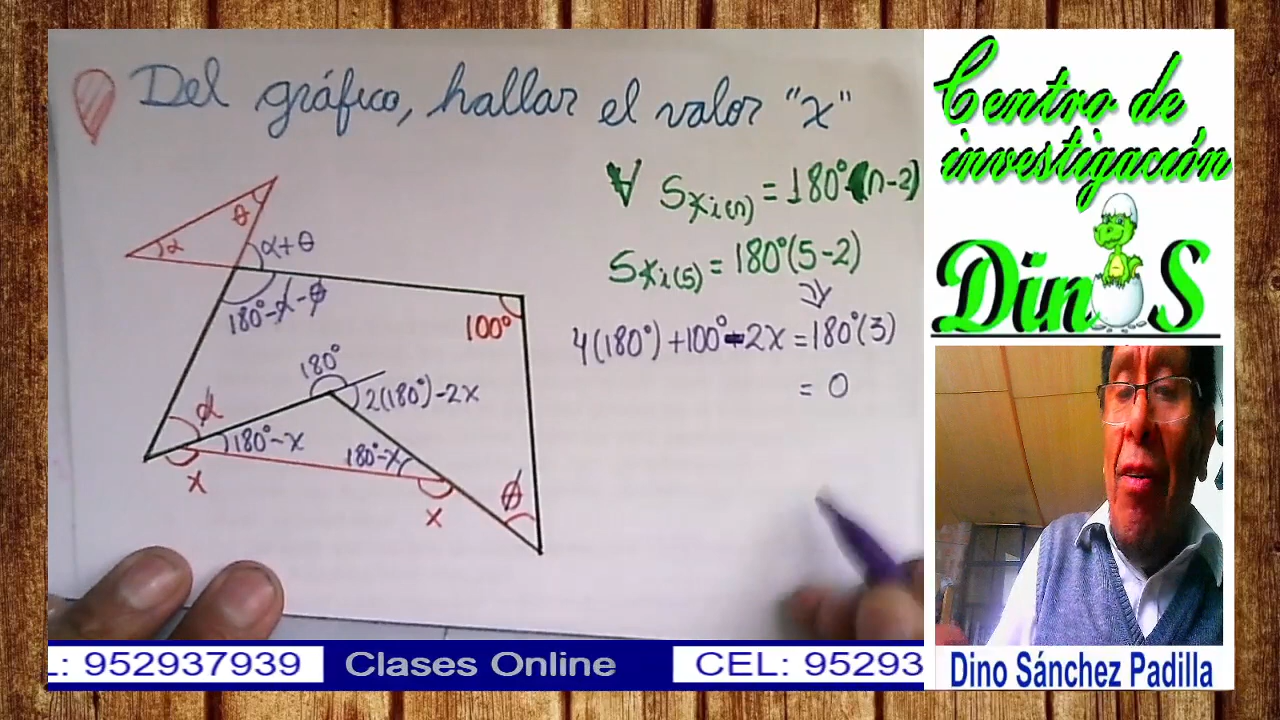 Del gráfico, hallar el valor "x"
∀ S∢i(n) = 180°(n-2)
S∢i(5) = 180°(5-2)
4(180°)+100°-2x = 180°(3)
= 0
θ
α
α+θ
180°-α-θ
100°
180°
2(180°)-2x
α
180°-x
180°-x
x
x
θ
Centro de
investigación
DinoS
L: 952937939
Clases Online
CEL: 95293
Dino Sánchez Padilla